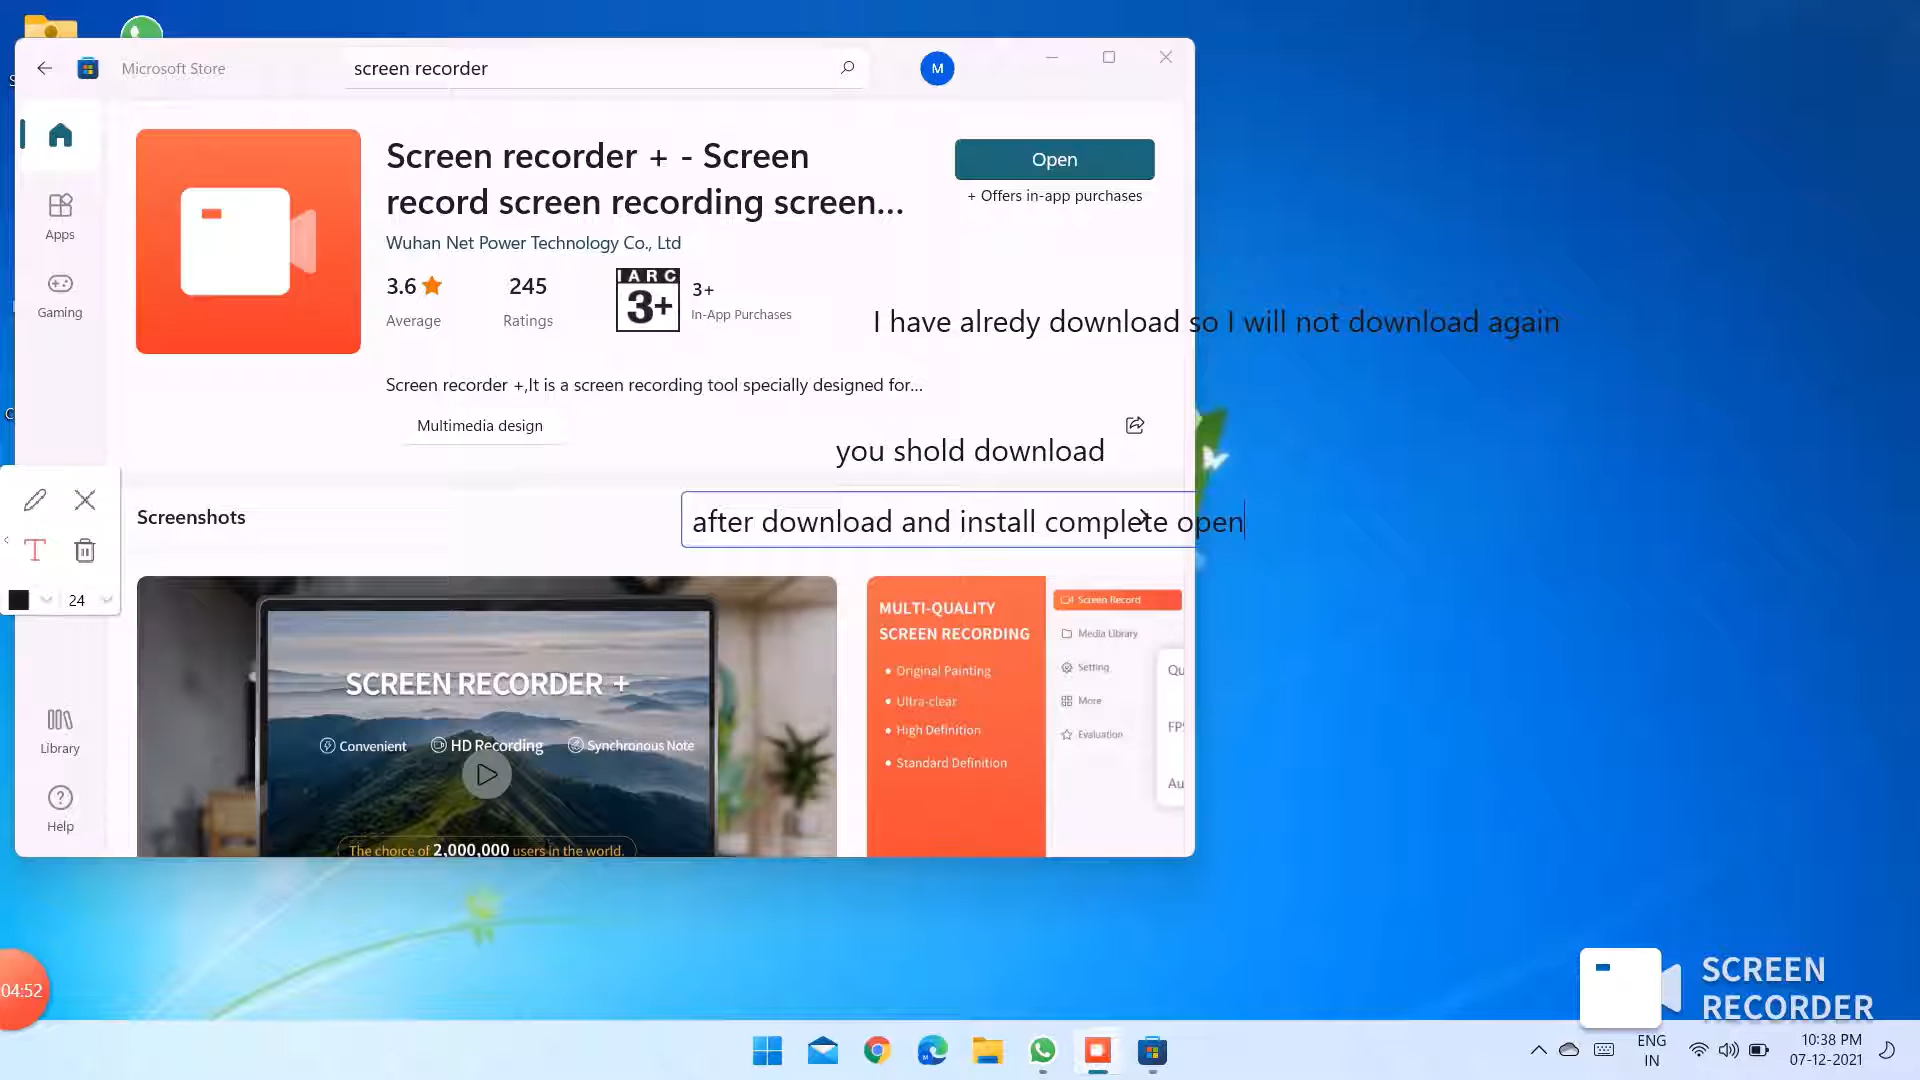 Microsoft Store
screen recorder
M
Screen recorder + - Screen
record screen recording screen...
Open
+ Offers in-app purchases
Wuhan Net Power Technology Co., Ltd
3.6
Average
245
Ratings
IARC
3+
3+
In-App Purchases
Apps
Gaming
I have alredy download so I will not download again
Screen recorder +,It is a screen recording tool specially designed for...
Multimedia design
you shold download
Screenshots
after download and install complete open
T
24
SCREEN RECORDER +
Convenient
HD Recording
Synchronous Note
The choice of 2,000,000 users in the world.
MULTI-QUALITY
SCREEN RECORDING
• Original Painting
• Ultra-clear
• High Definition
• Standard Definition
Screen Record
Media Library
Setting
More
Evaluation
Qu
FPS
Au
Library
Help
04:52
SCREEN
RECORDER
ENG
IN
10:38 PM
07-12-2021